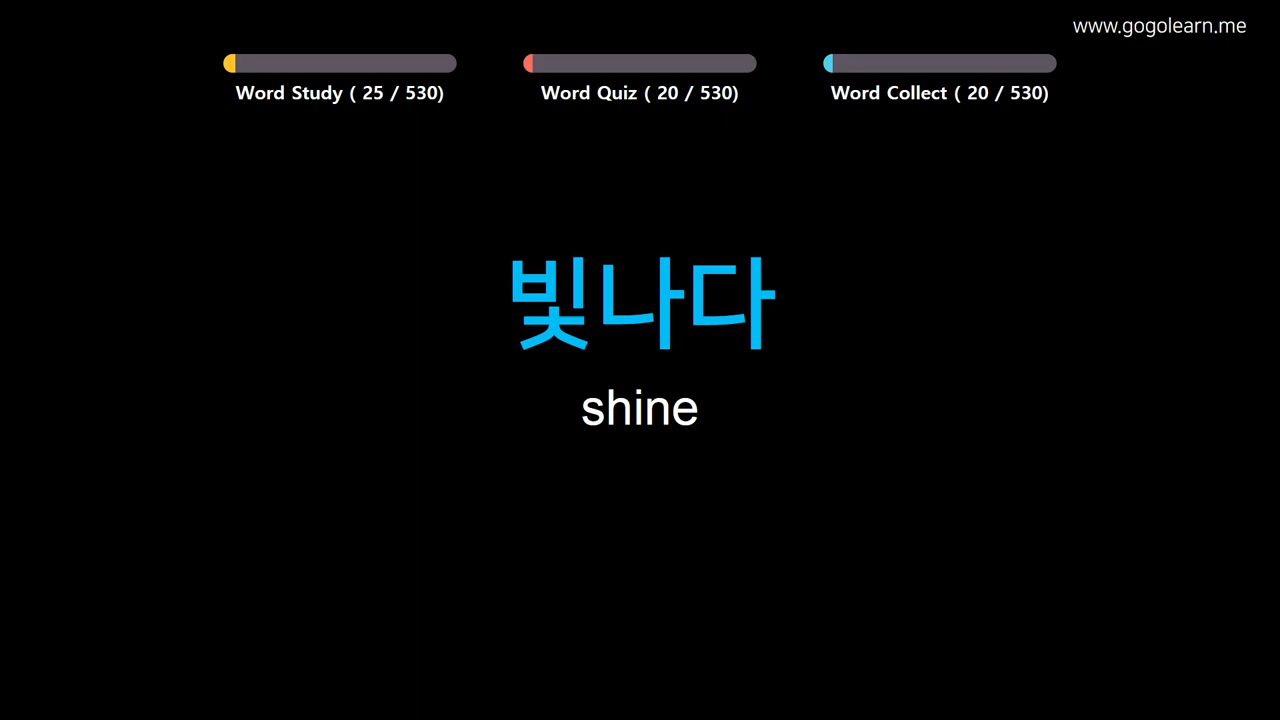 www.gogolearn.me
Word Study ( 25 / 530)
Word Quiz ( 20 / 530)
Word Collect ( 20 / 530)
빛나다
shine